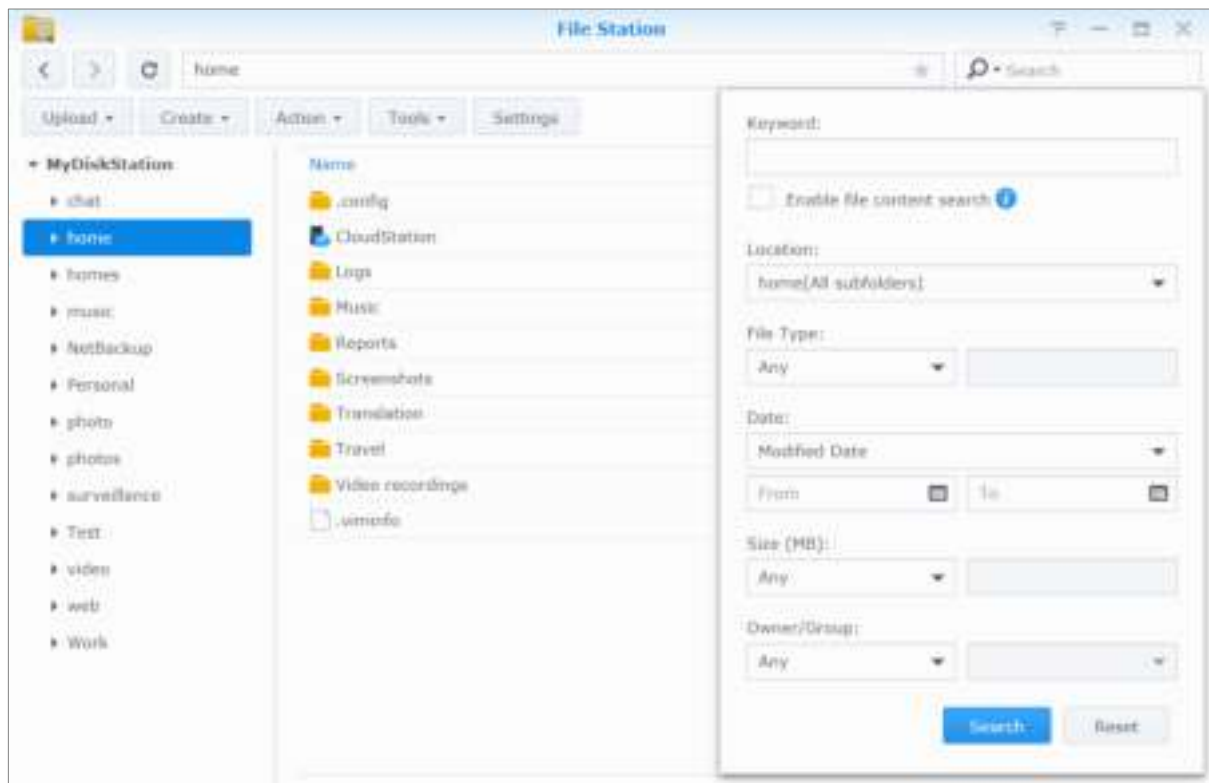 File Station
home
Search
Upload
Create
Action
Tools
Settings
MyDiskStation
chat
home
homes
music
NetBackup
Personal
photo
photos
surveillance
Test
video
web
Work
Name
.config
CloudStation
Logs
Music
Reports
Screenshots
Translation
Travel
Video recordings
.viminfo
Keyword:
Enable file content search
Location:
home(All subfolders)
File Type:
Any
Date:
Modified Date
From To
Size (MB):
Any
Owner/Group:
Any
Search Reset